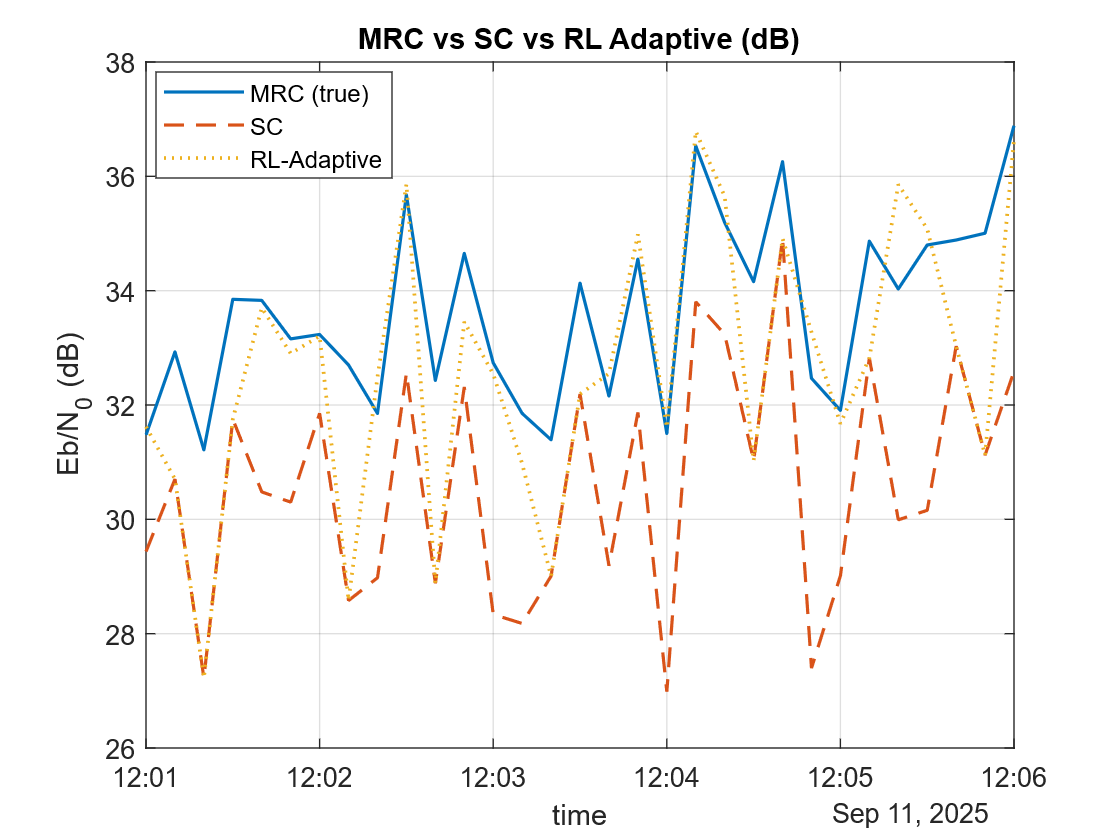 MRC vs SC vs RL Adaptive (dB)
MRC (true)
SC
RL-Adaptive
38
36
34
32
30
28
26
Eb/N0 (dB)
12:01 12:02 12:03 12:04 12:05 12:06
time
Sep 11, 2025